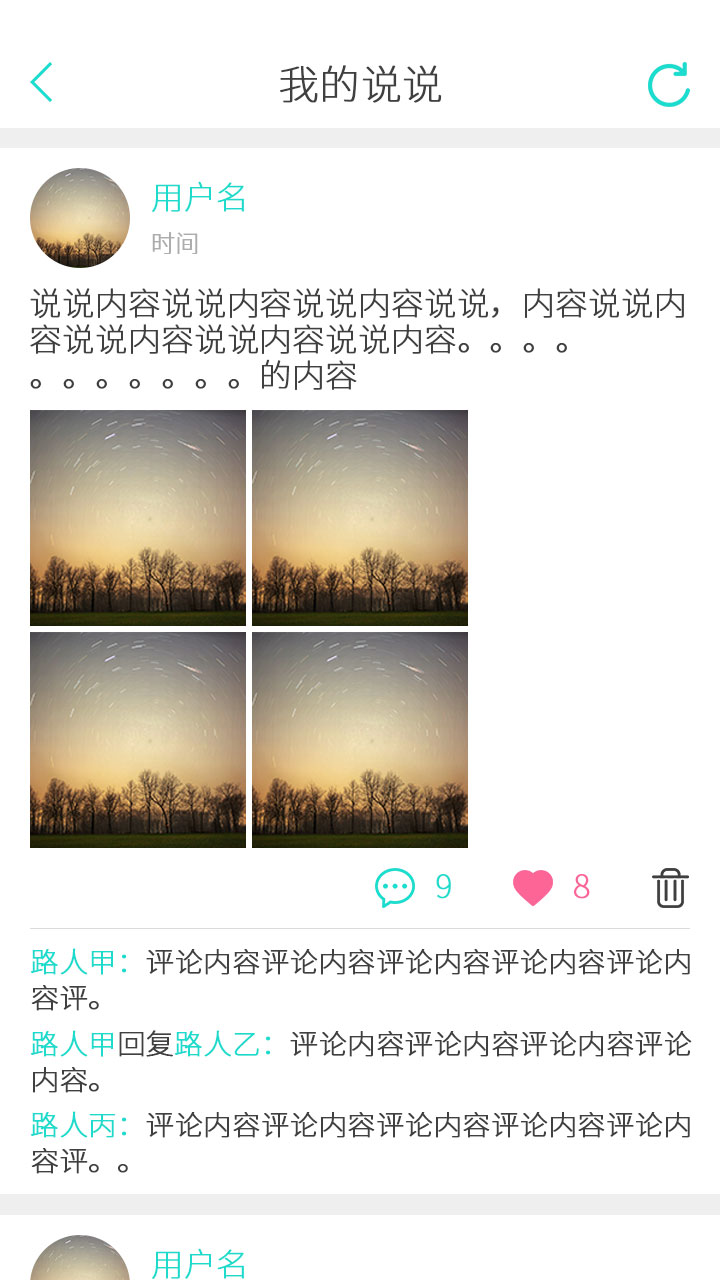 我的说说
用户名
时间
说说内容说说内容说说内容说说，内容说说内
容说说内容说说内容说说内容。。。。
。。。。。。。的内容
9 8
路人甲：评论内容评论内容评论内容评论内容评论内
容评。
路人甲回复路人乙：评论内容评论内容评论内容评论
内容。
路人丙：评论内容评论内容评论内容评论内容评论内
容评。。
用户名